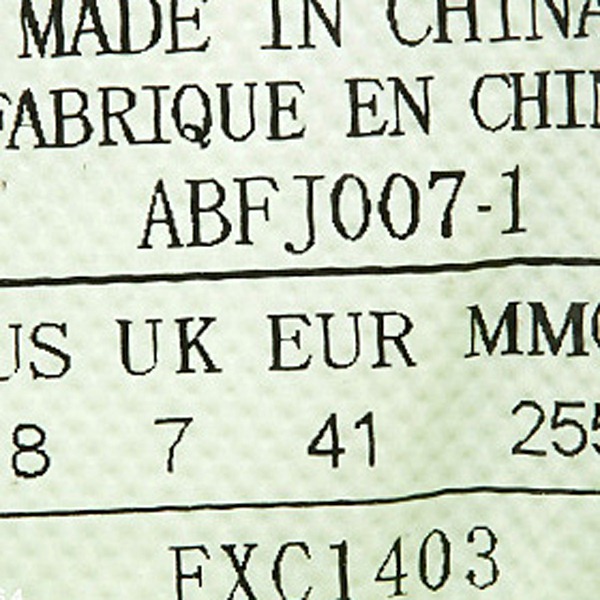 MADE IN CHINA
FABRIQUE EN CHIN
ABFJ007-1
US UK EUR MM
8 7 41 255
FXC1403